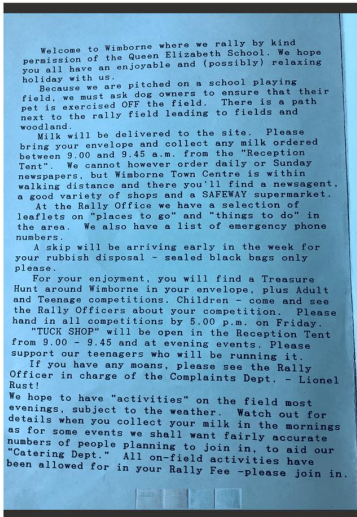 Welcome to Wimborne where we rally by kind
permission of the Queen Elizabeth School. We hope
you all have an enjoyable and (possibly) relaxing
holiday with us.
Because we are pitched on a school playing
field, we must ask dog owners to ensure that their
pet is exercised OFF the field. There is a path
next to the rally field leading to fields and
woodland.
Milk will be delivered to the site. Please
bring your envelope and collect any milk ordered
between 9.00 and 9.45 a.m. from the "Reception
Tent". We cannot however order daily or Sunday
newspapers, but Wimborne Town Centre is within
walking distance and there you'll find a newsagent,
a good variety of shops and a SAFEWAY supermarket.
At the Rally Office we have a selection of
leaflets on "places to go" and "things to do" in
the area. We also have a list of emergency phone
numbers.
A skip will be arriving early in the week for
your rubbish disposal - sealed black bags only
please.
For your enjoyment, you will find a Treasure
Hunt around Wimborne in your envelope, plus Adult
and Teenage competitions. Children - come and see
the Rally Officers about your competition. Please
hand in all competitions by 5.00 p.m. on Friday.
"TUCK SHOP" will be open in the Reception Tent
from 9.00 - 9.45 and at evening events. Please
support our teenagers who will be running it.
If you have any moans, please see the Rally
Officer in charge of the Complaints Dept. - Lionel
Rust!
We hope to have "activities" on the field most
evenings, subject to the weather. Watch out for
details when you collect your milk in the mornings
as for some events we shall want fairly accurate
numbers of people planning to join in, to aid our
"Catering Dept." All on-field activities have
been allowed for in your Rally Fee -please join in.